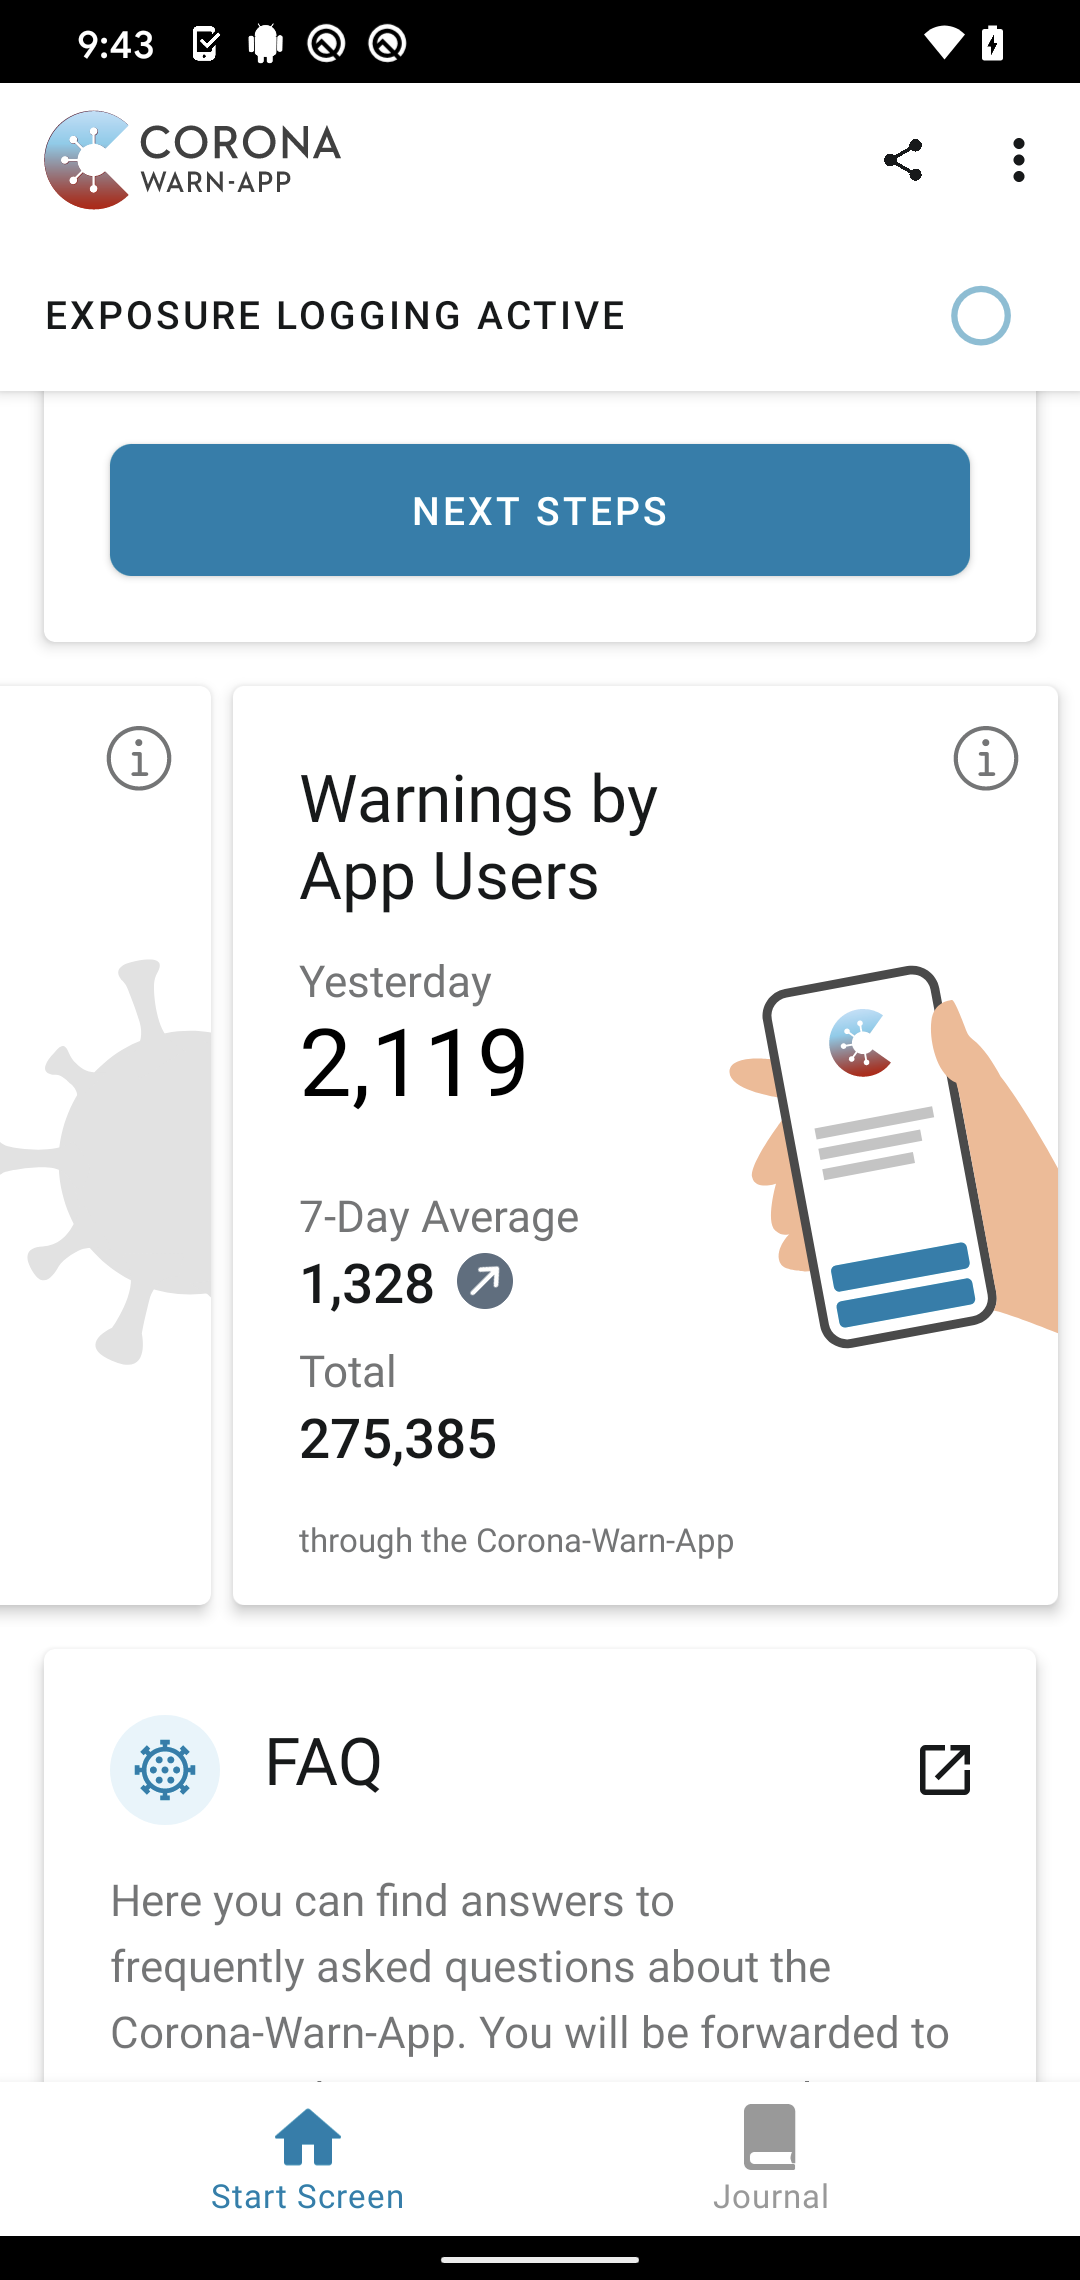 9:43
CORONA
WARN-APP
EXPOSURE LOGGING ACTIVE
NEXT STEPS
Warnings by
App Users
Yesterday
2,119
7-Day Average
1,328
Total
275,385
through the Corona-Warn-App
FAQ
Here you can find answers to
frequently asked questions about the
Corona-Warn-App. You will be forwarded to
Start Screen
Journal